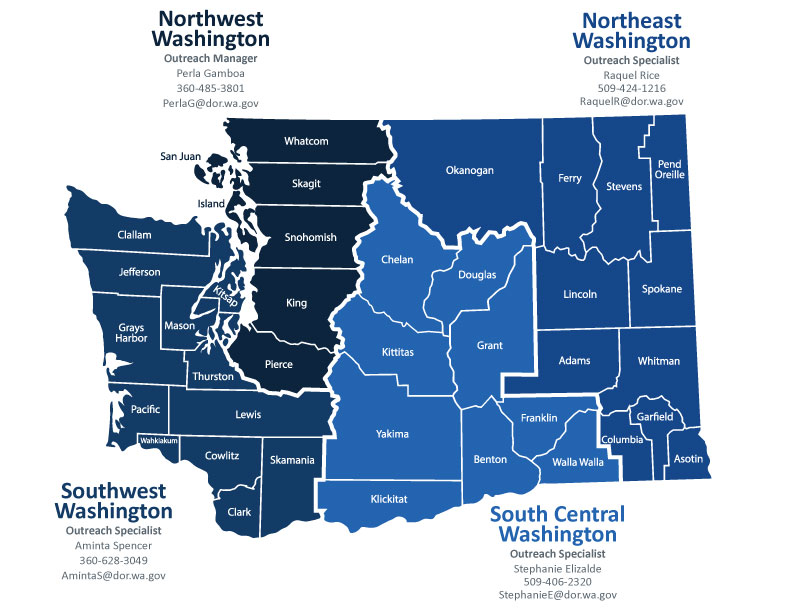 Northwest
Washington
Outreach Manager
Perla Gamboa
360-485-3801
PerlaG@dor.wa.gov
Northeast
Washington
Outreach Specialist
Raquel Rice
509-424-1216
RaquelR@dor.wa.gov
Whatcom
San Juan
Skagit
Island
Snohomish
King
Pierce
Okanogan
Ferry
Stevens
Pend
Oreille
Lincoln
Spokane
Adams
Whitman
Garfield
Columbia
Asotin
Clallam
Jefferson
Kitsap
Grays
Harbor
Mason
Thurston
Pacific
Lewis
Wahkiakum
Cowlitz
Skamania
Clark
Chelan
Douglas
Kittitas
Grant
Yakima
Franklin
Benton
Walla Walla
Klickitat
Southwest
Washington
Outreach Specialist
Aminta Spencer
360-628-3049
AmintaS@dor.wa.gov
South Central
Washington
Outreach Specialist
Stephanie Elizalde
509-406-2320
StephanieE@dor.wa.gov